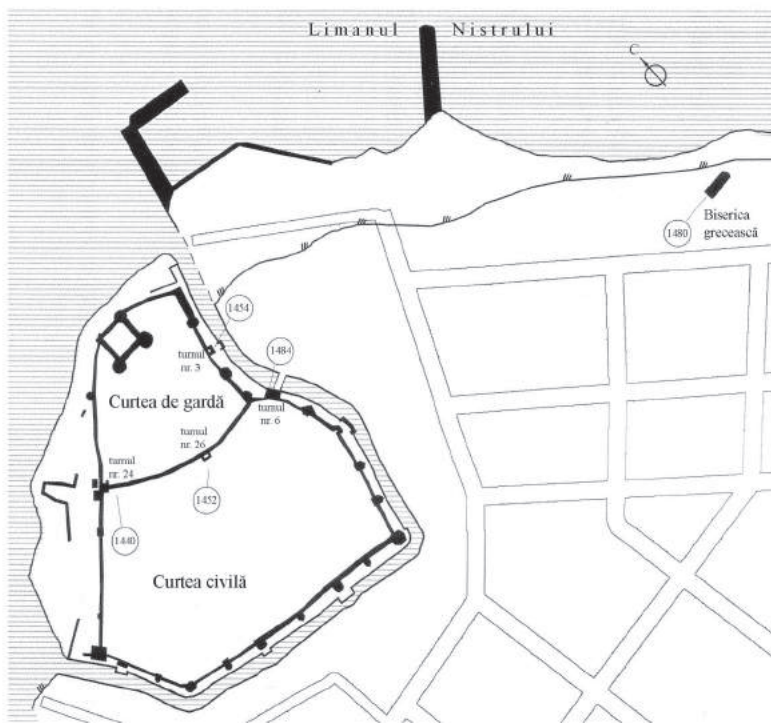 Limanul Nistrului
C
Biserica
grecească
1480
1454
turnul
nr. 3
1484
Curtea de gardă
turnul
nr. 6
turnul
nr. 26
turnul
nr. 24
1452
1440
Curtea civilă